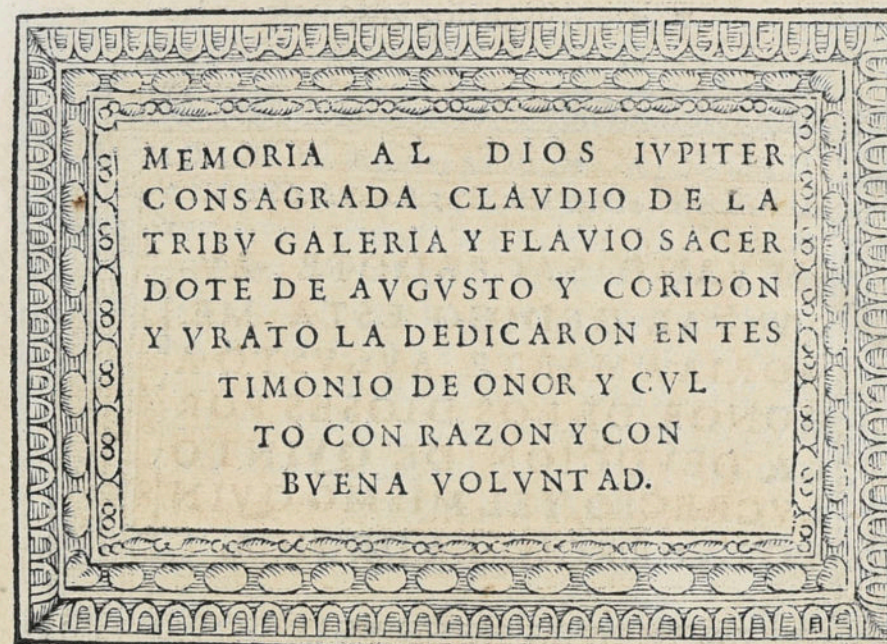 MEMORIA AL DIOS IVPITER
CONSAGRADA CLAVDIO DE LA
TRIBV GALERIA Y FLAVIO SACER
DOTE DE AVGVSTO Y CORIDON
Y VRATO LA DEDICARON EN TES
TIMONIO DE ONOR Y CVL
TO CON RAZON Y CON
BVENA VOLVNTAD.